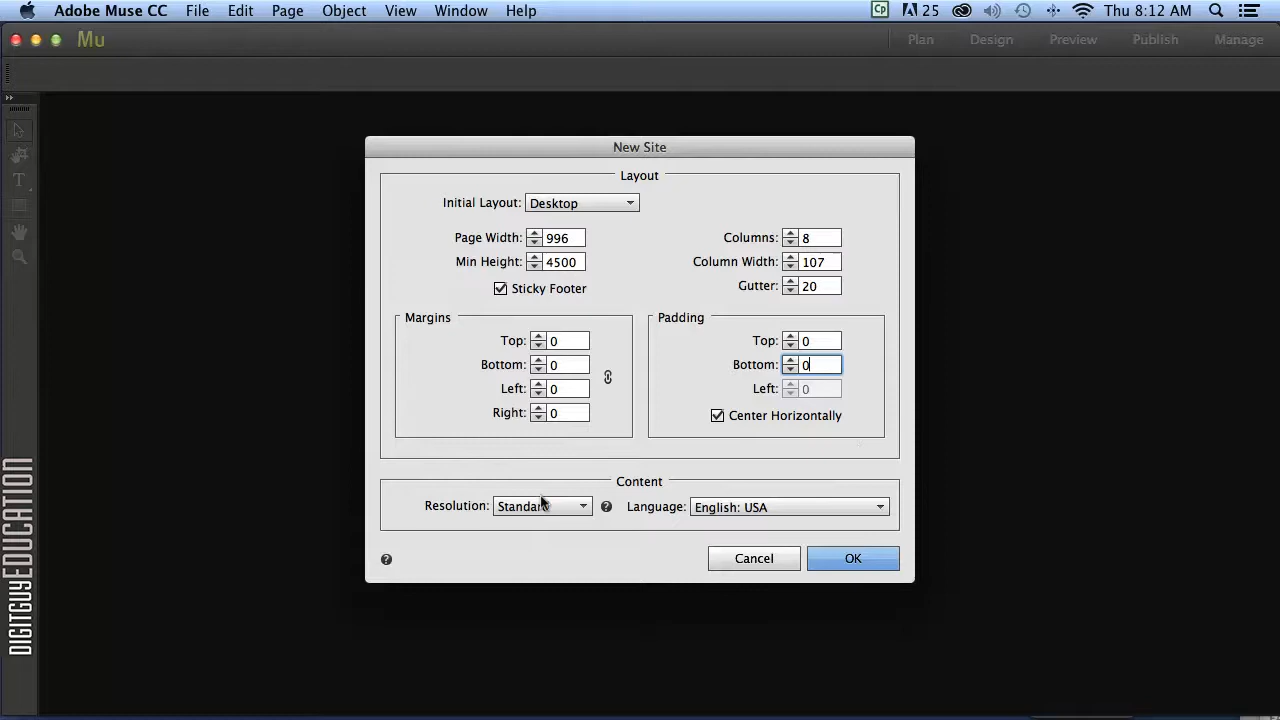 Adobe Muse CC File Edit Page Object View Window Help 25 Thu 8:12 AM
Mu Plan Design Preview Publish Manage
New Site
Layout
Initial Layout: Desktop
Page Width: 996 Columns: 8
Min Height: 4500 Column Width: 107
Sticky Footer Gutter: 20
Margins Padding
Top: 0 Top: 0
Bottom: 0 Bottom: 0
Left: 0 Left: 0
Right: 0 Center Horizontally
Content
Resolution: Standard ? Language: English: USA
? Cancel OK
DIGITGUYEDUCATION
Cp
T